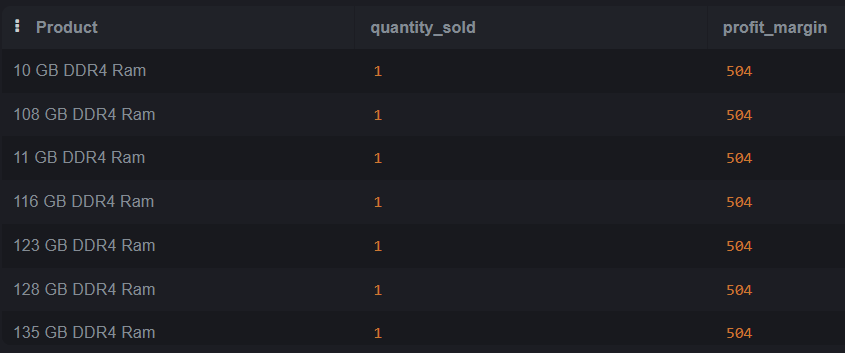 Product quantity_sold profit_margin
10 GB DDR4 Ram 1 504
108 GB DDR4 Ram 1 504
11 GB DDR4 Ram 1 504
116 GB DDR4 Ram 1 504
123 GB DDR4 Ram 1 504
128 GB DDR4 Ram 1 504
135 GB DDR4 Ram 1 504